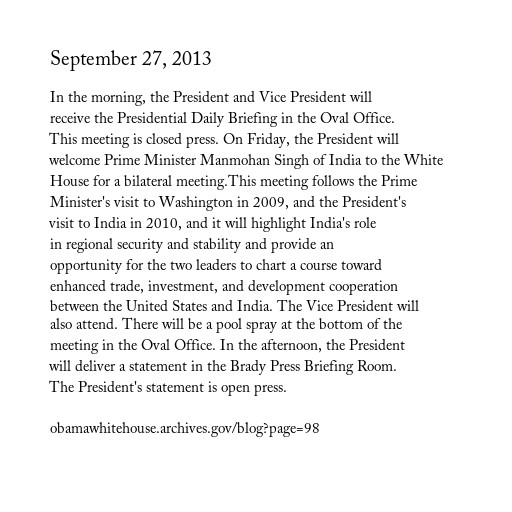 September 27, 2013
In the morning, the President and Vice President will
receive the Presidential Daily Briefing in the Oval Office.
This meeting is closed press. On Friday, the President will
welcome Prime Minister Manmohan Singh of India to the White
House for a bilateral meeting.This meeting follows the Prime
Minister's visit to Washington in 2009, and the President's
visit to India in 2010, and it will highlight India's role
in regional security and stability and provide an
opportunity for the two leaders to chart a course toward
enhanced trade, investment, and development cooperation
between the United States and India. The Vice President will
also attend. There will be a pool spray at the bottom of the
meeting in the Oval Office. In the afternoon, the President
will deliver a statement in the Brady Press Briefing Room.
The President's statement is open press.
obamawhitehouse.archives.gov/blog?page=98